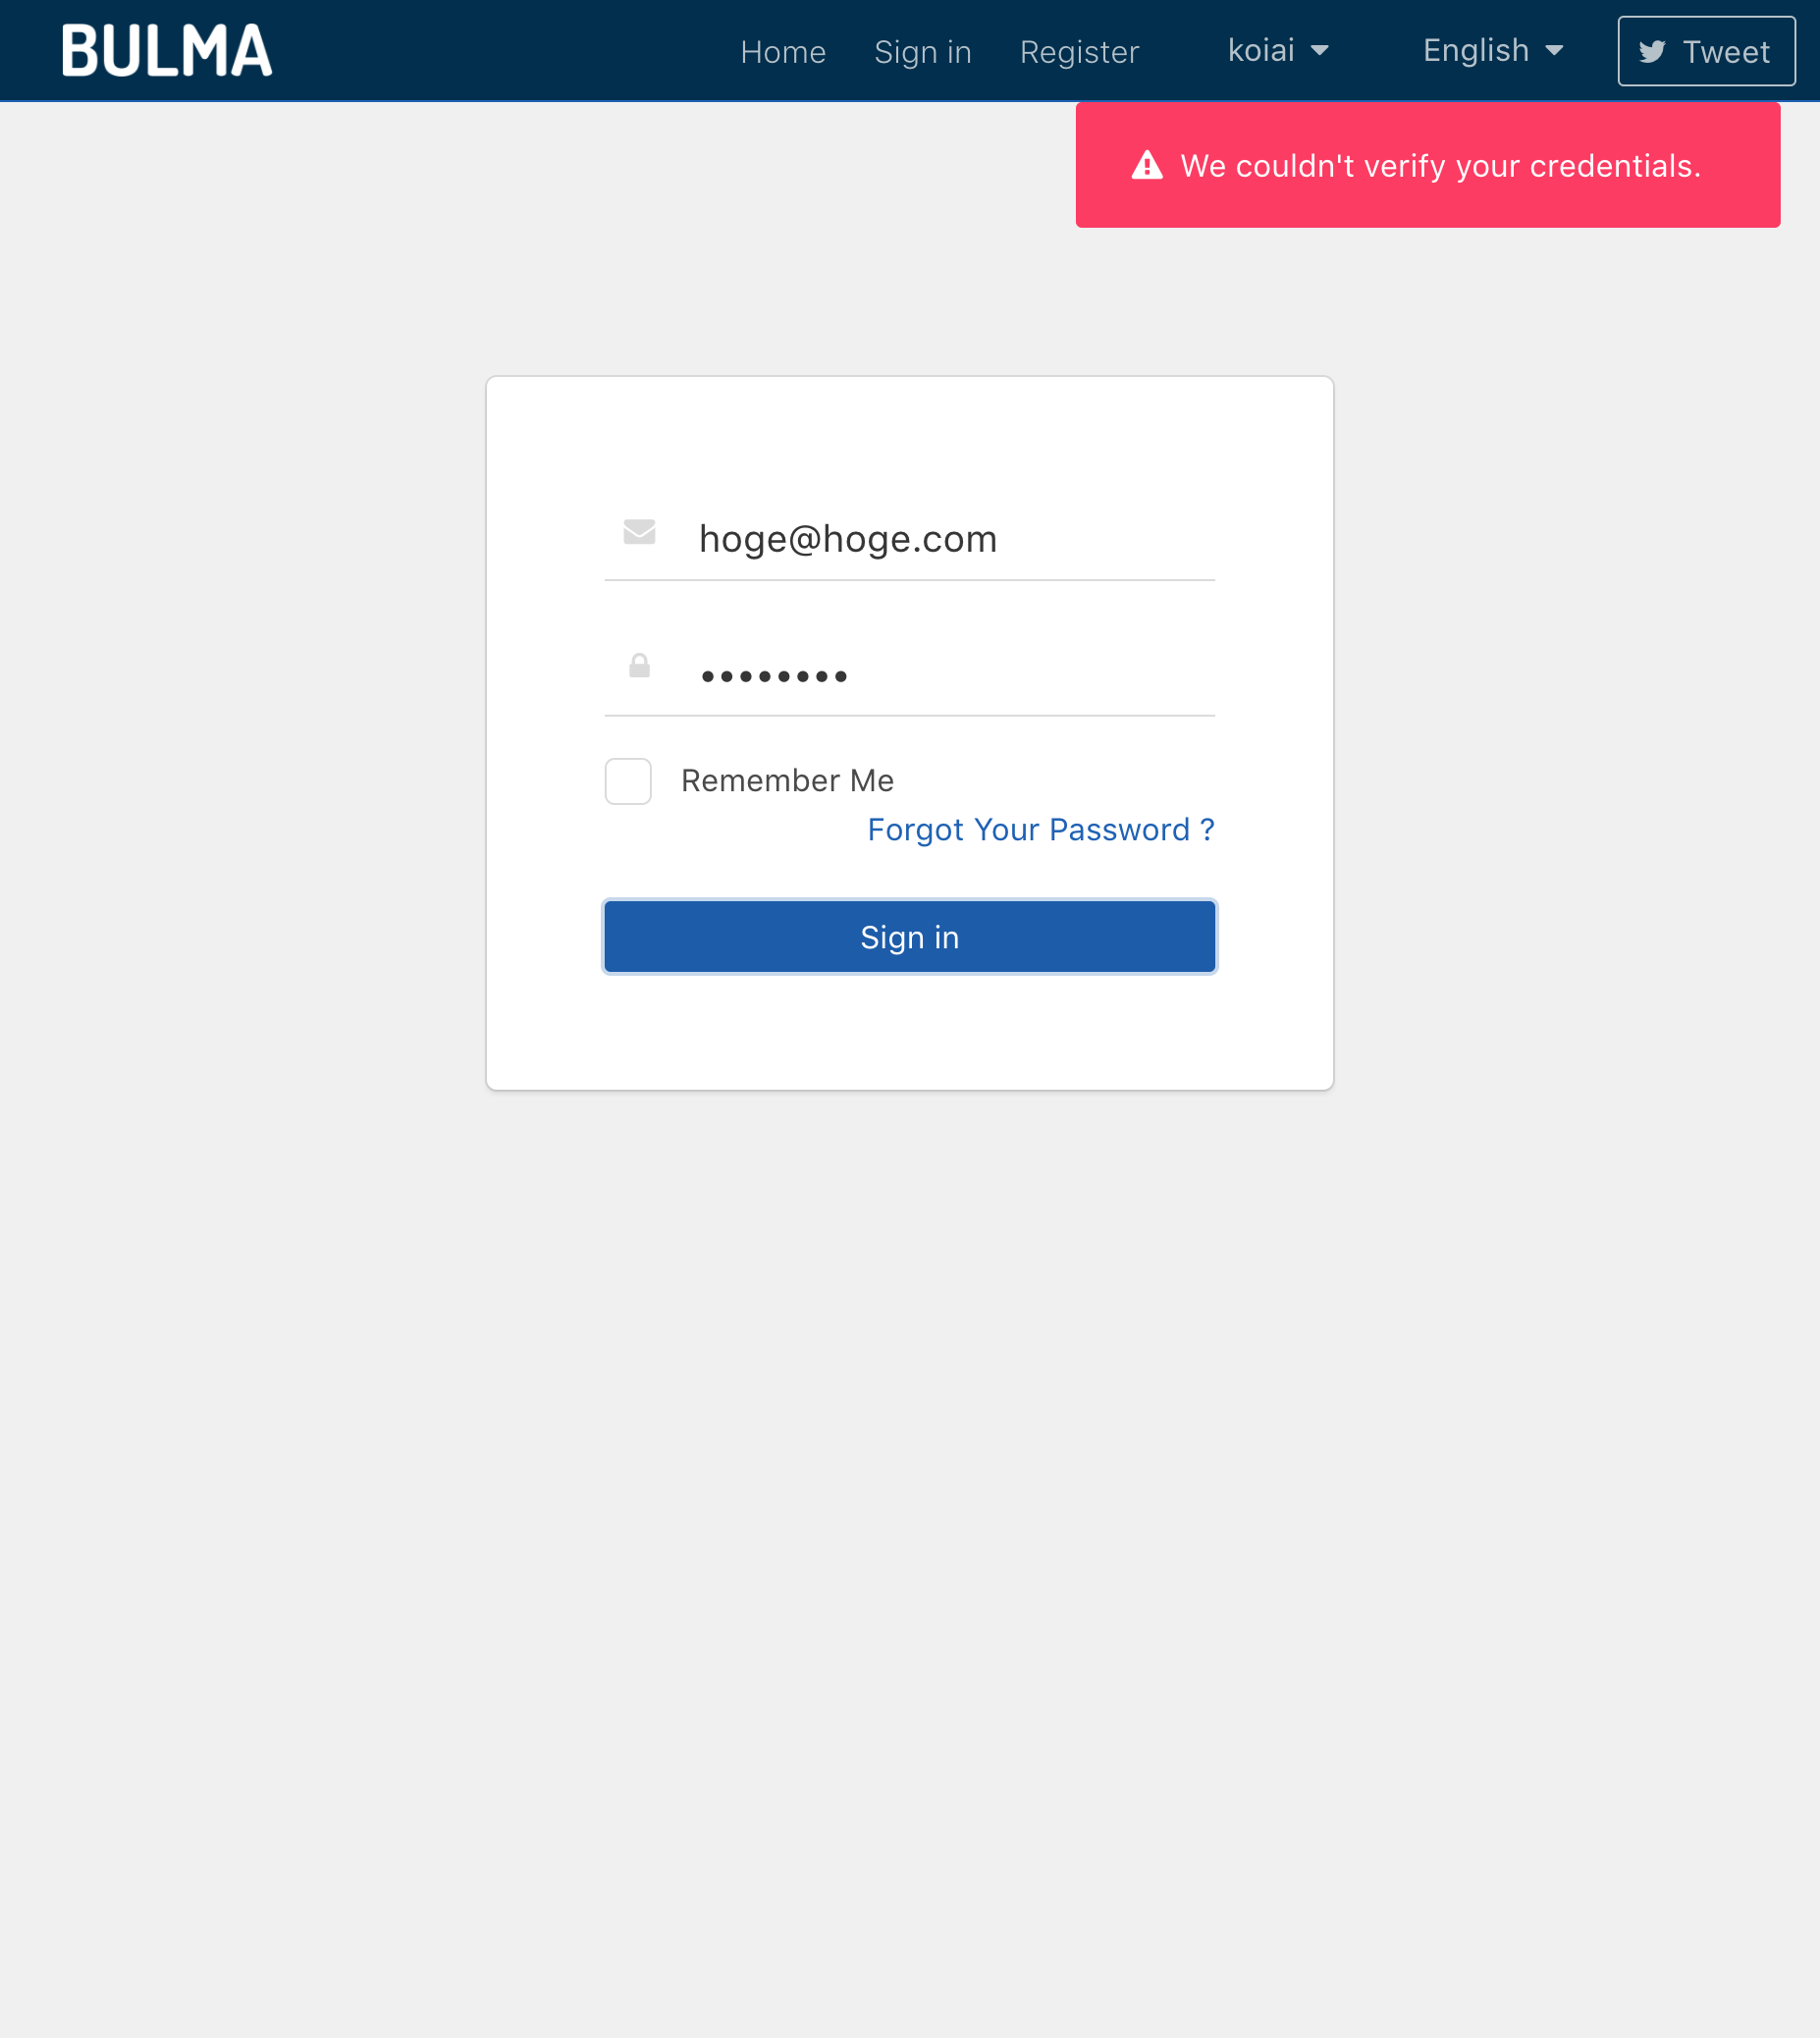 BULMA
Home Sign in Register koiai English Tweet
We couldn't verify your credentials.
hoge@hoge.com
••••••••
Remember Me
Forgot Your Password ?
Sign in